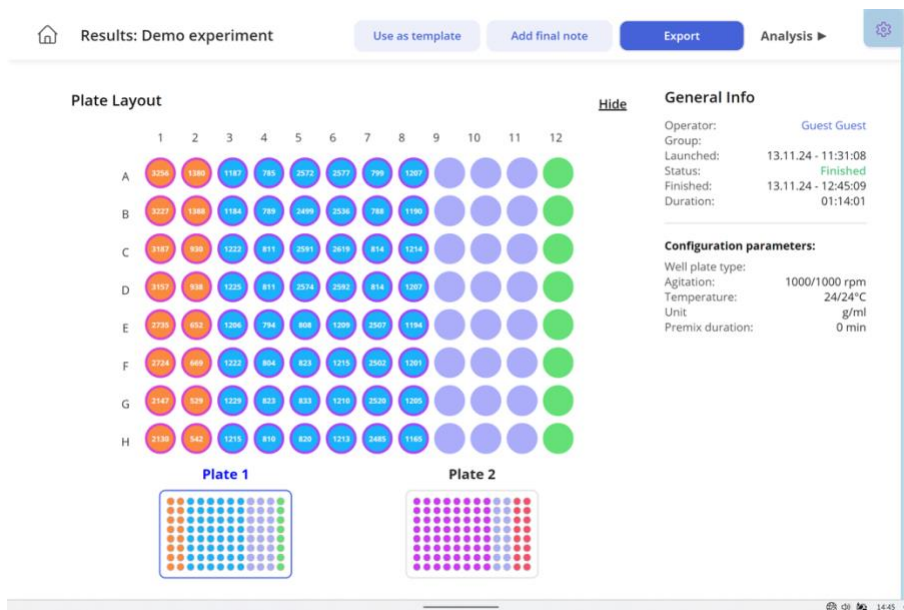 Results: Demo experiment
Use as template
Add final note
Export
Analysis ▶
Plate Layout
Hide
1 2 3 4 5 6 7 8 9 10 11 12
A 3256 1380 1187 785 2572 2577 799 1207
B 3227 1388 1184 789 2499 2536 788 1190
C 3187 930 1222 811 2591 2619 814 1214
D 3157 938 1225 811 2574 2592 814 1207
E 2735 652 1206 794 808 1209 2507 1194
F 2724 669 1222 804 823 1215 2502 1201
G 2147 529 1229 823 833 1210 2520 1205
H 2130 542 1215 810 820 1213 2485 1165
Plate 1
Plate 2
General Info
Operator: Guest Guest
Group:
Launched: 13.11.24 - 11:31:08
Status: Finished
Finished: 13.11.24 - 12:45:09
Duration: 01:14:01
Configuration parameters:
Well plate type:
Agitation: 1000/1000 rpm
Temperature: 24/24°C
Unit g/ml
Premix duration: 0 min
14:45